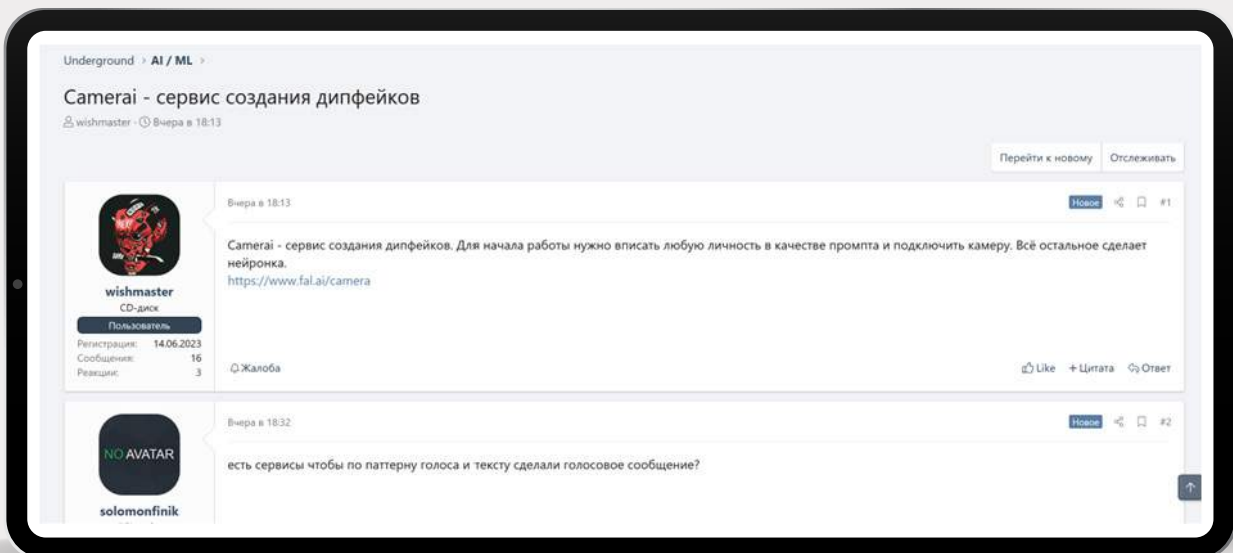 Underground > AI / ML >
Camerai - сервис создания дипфейков
wishmaster · Вчера в 18:13
Перейти к новому Отслеживать
Вчера в 18:13
Новое #1
Camerai - сервис создания дипфейков. Для начала работы нужно вписать любую личность в качестве промпта и подключить камеру. Всё остальное сделает
нейронка.
https://www.fal.ai/camera
wishmaster
CD-диск
Пользователь
Регистрация: 14.06.2023
Сообщения: 16
Реакции: 3
Жалоба
Like + Цитата Ответ
Вчера в 18:32
Новое #2
NO AVATAR
есть сервисы чтобы по паттерну голоса и тексту сделали голосовое сообщение?
solomonfinik